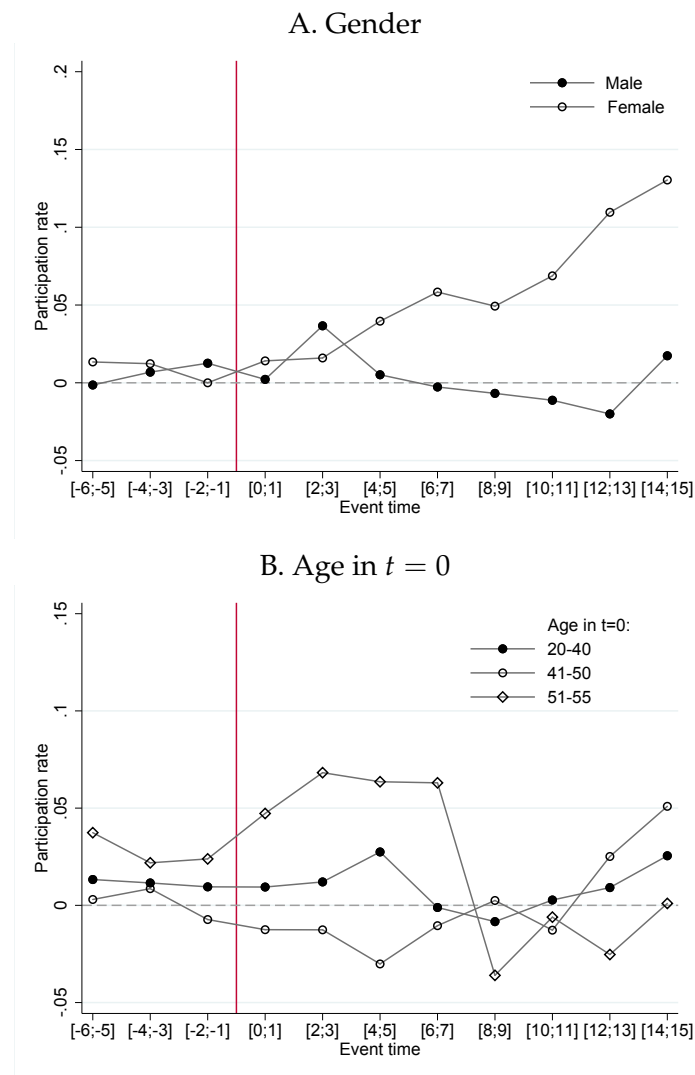 A. Gender
Participation rate
.2
.15
.1
.05
0
-.05
Male
Female
[-6;-5] [-4;-3] [-2;-1] [0;1] [2;3] [4;5] [6;7] [8;9] [10;11] [12;13] [14;15]
Event time
B. Age in t = 0
Participation rate
.15
.1
.05
0
-.05
Age in t=0:
20-40
41-50
51-55
[-6;-5] [-4;-3] [-2;-1] [0;1] [2;3] [4;5] [6;7] [8;9] [10;11] [12;13] [14;15]
Event time